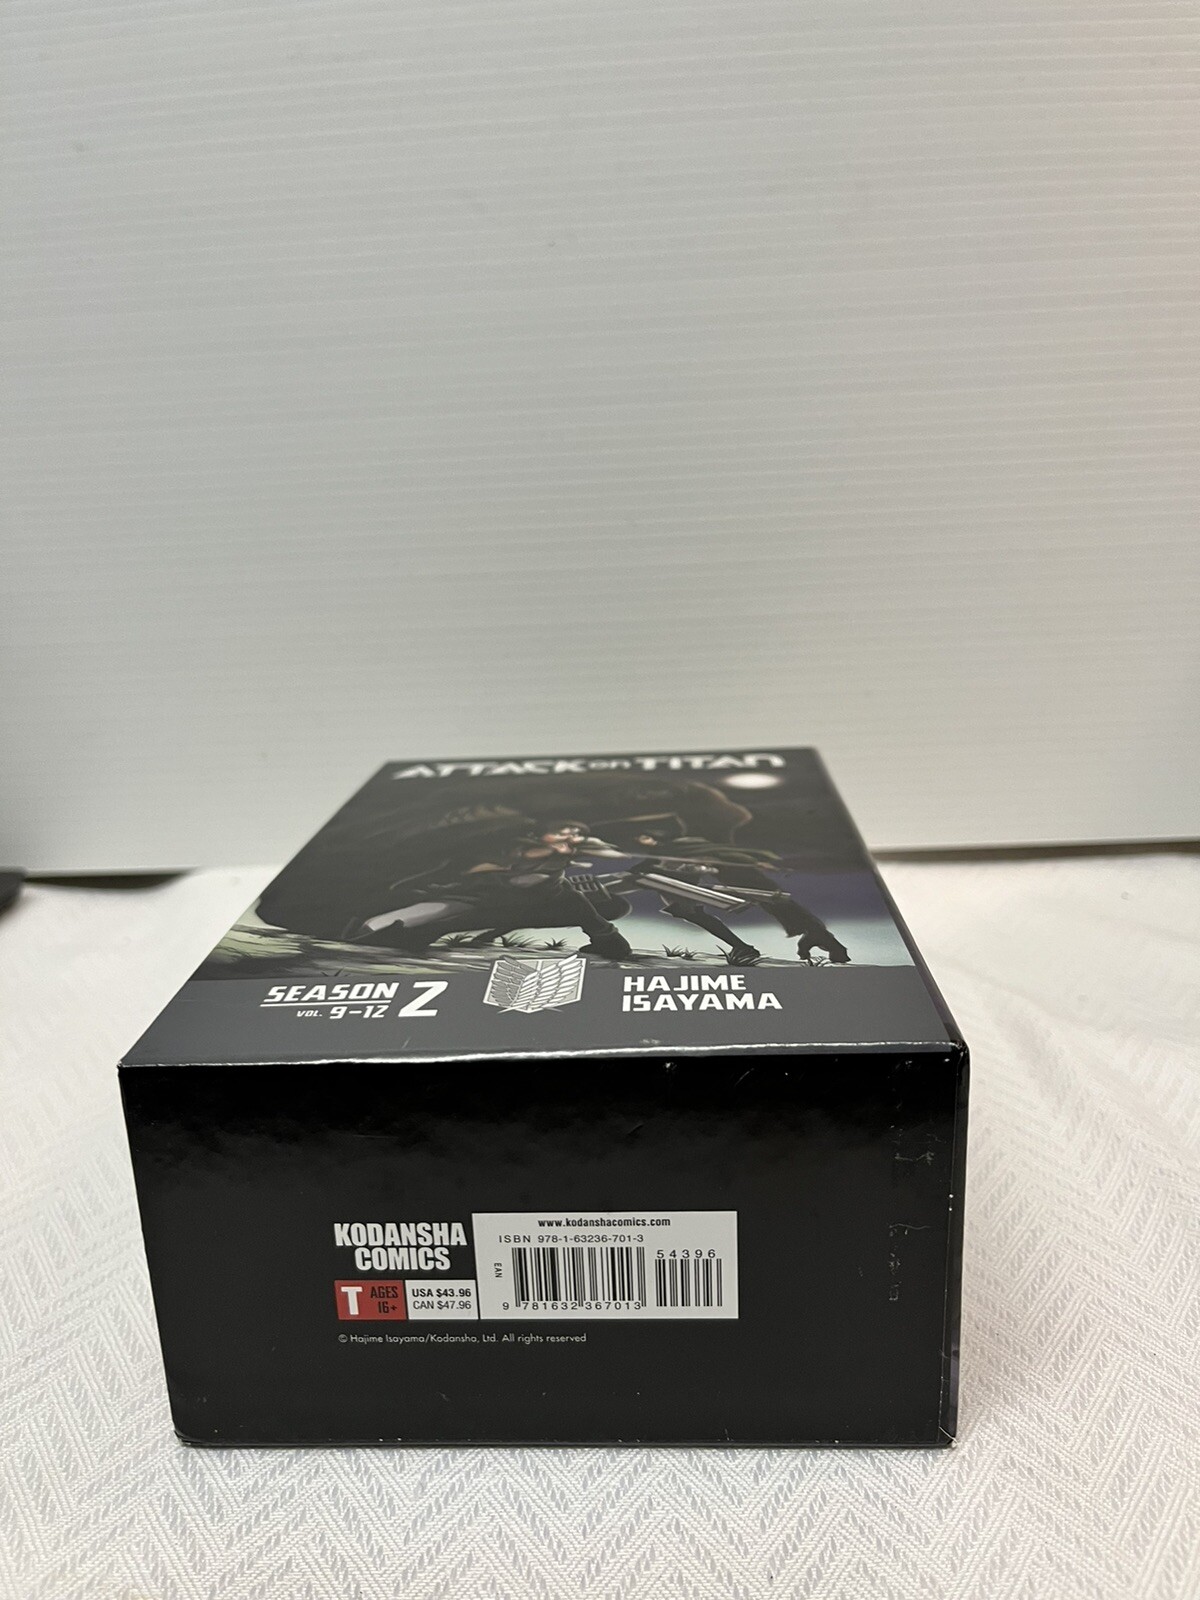 ATTACK on TITAN
SEASON 2
VOL. 9-12
HAJIME
ISAYAMA
KODANSHA
COMICS
T AGES
16+
USA $43.96
CAN $47.96
www.kodanshacomics.com
ISBN 978-1-63236-701-3
54396
EAN
9 781632 367013
© Hajime Isayama/Kodansha, Ltd. All rights reserved